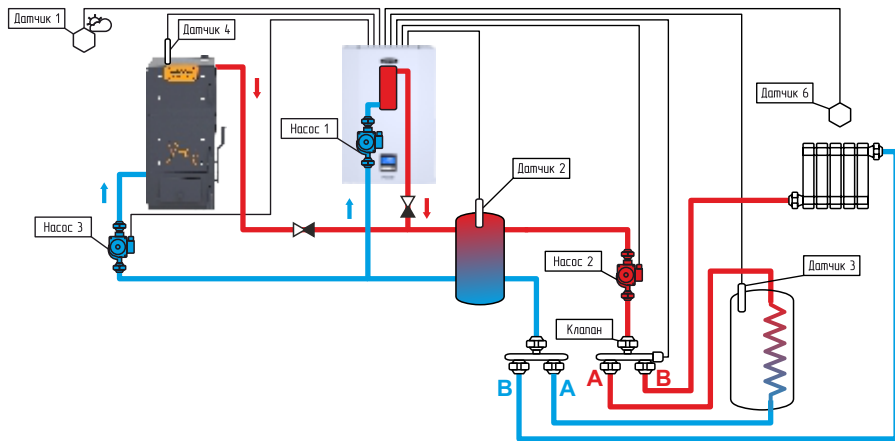 Датчик 1
Датчик 4
Датчик 6
Насос 1
Датчик 2
Насос 3
Насос 2
Датчик 3
Клапан
B A A B